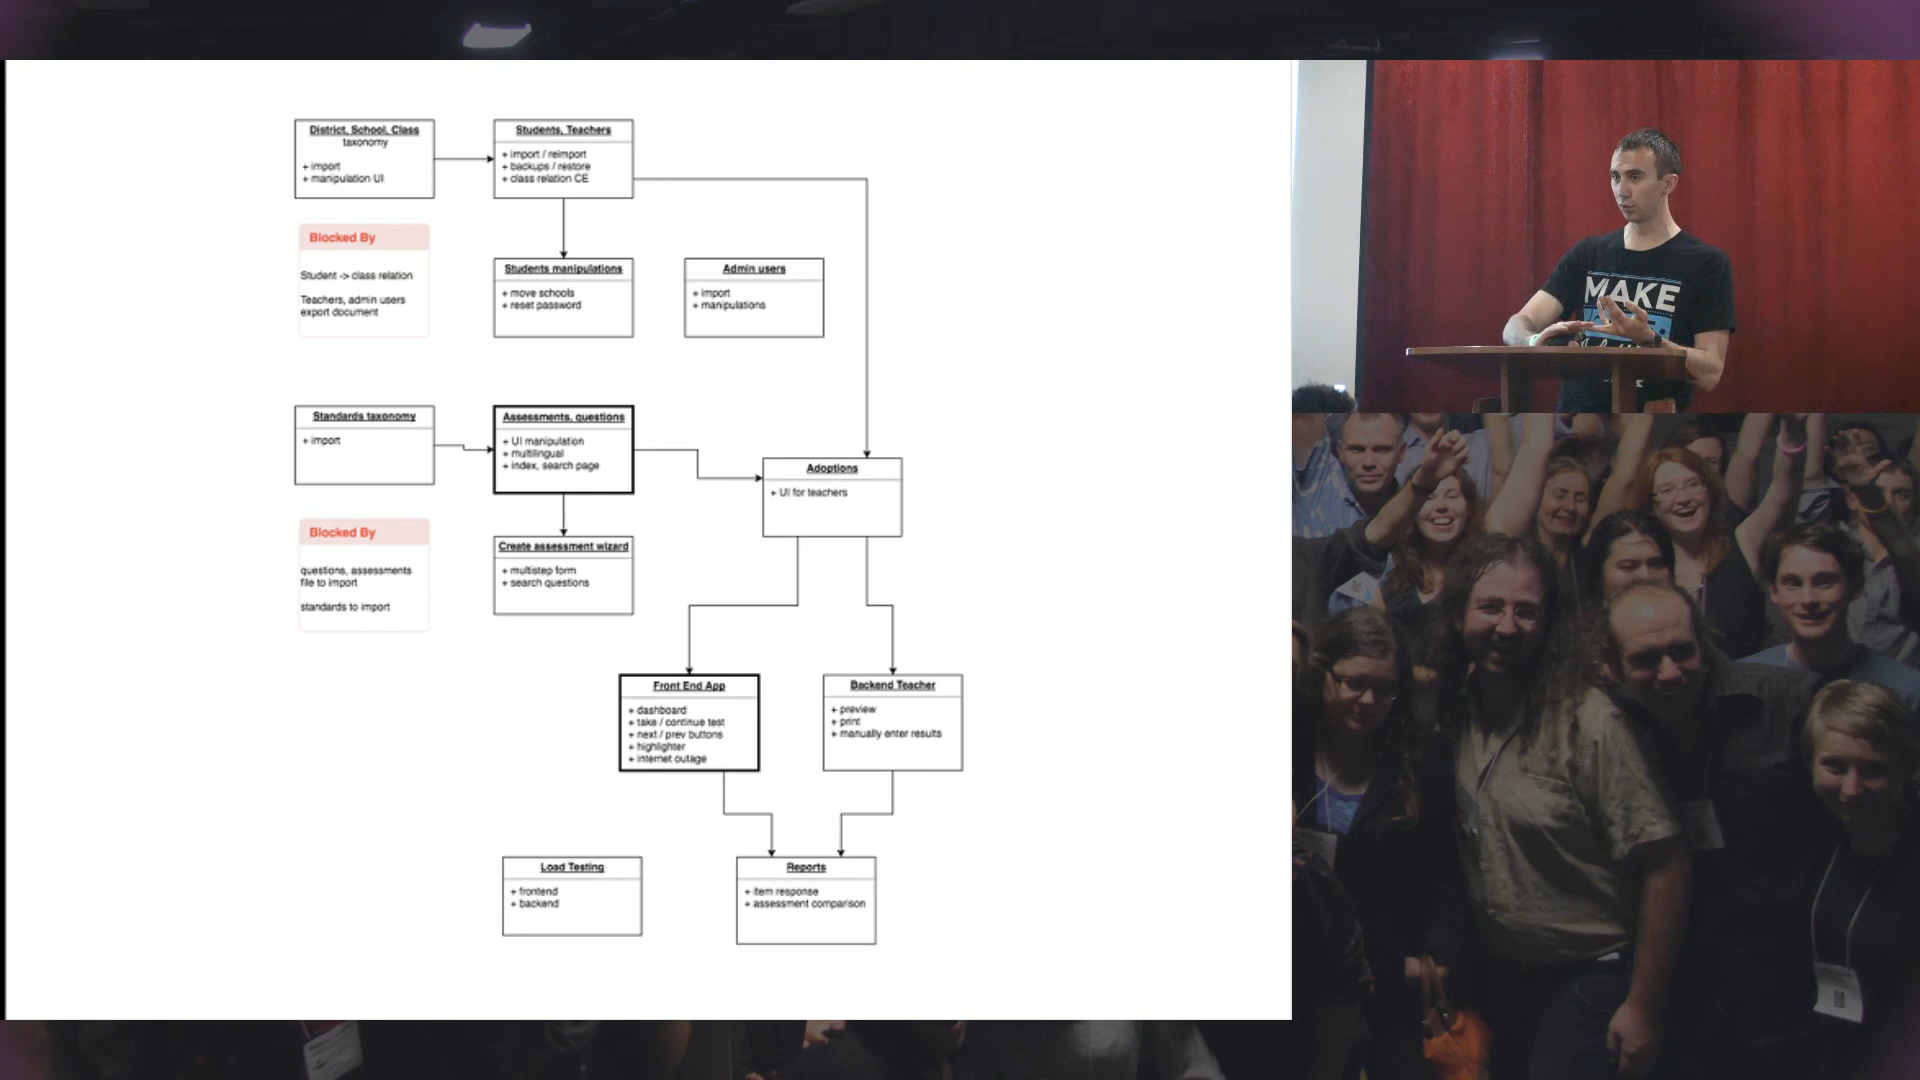 District, School, Class
taxonomy
+ import
+ manipulation UI
Students, Teachers
+ import / reimport
+ backups / restore
+ class relation CE
Blocked By
Student -> class relation
Teachers, admin users
export document
Students manipulations
+ move schools
+ reset password
Admin users
+ import
+ manipulations
Standards taxonomy
+ import
Assessments, questions
+ UI manipulation
+ multilingual
+ index, search page
Adoptions
+ UI for teachers
Blocked By
questions, assessments
file to import
standards to import
Create assessment wizard
+ multistep form
+ search questions
Front End App
+ dashboard
+ take / continue test
+ next / prev buttons
+ highlighter
+ internet outage
Backend Teacher
+ preview
+ print
+ manually enter results
Load Testing
+ frontend
+ backend
Reports
+ item response
+ assessment comparison
MAKE